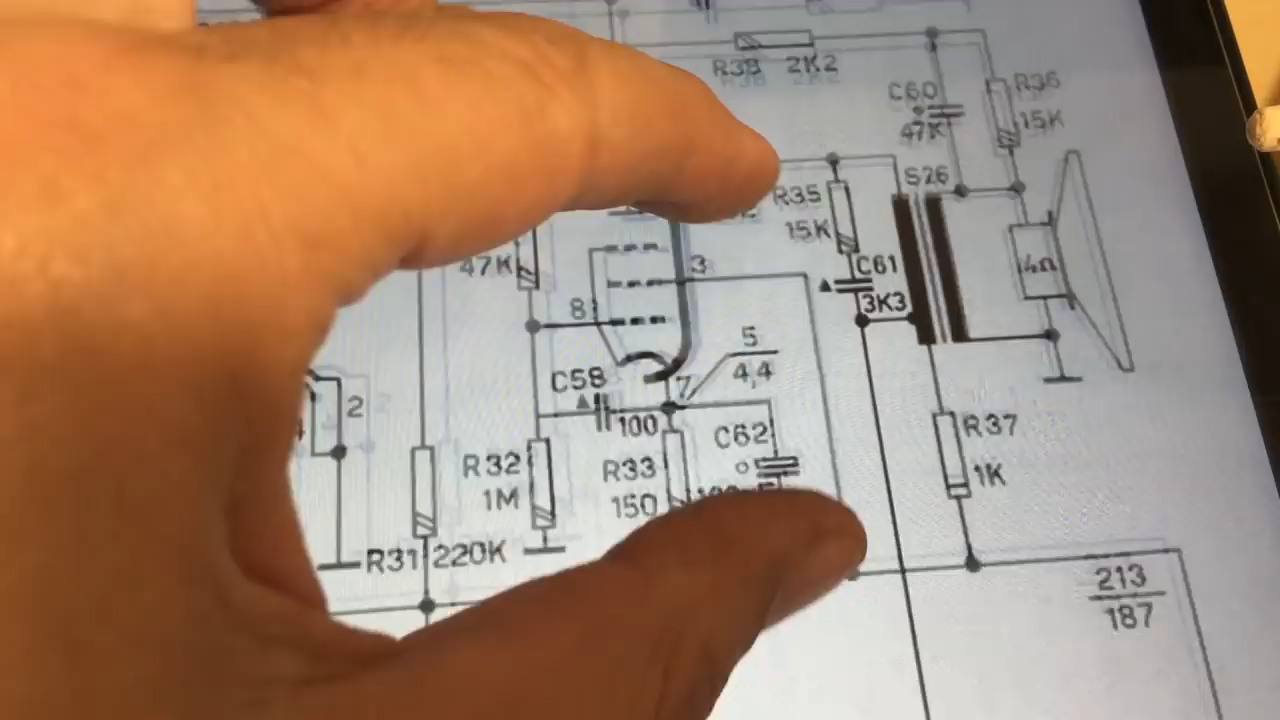 R38 2K2
C60
47K
R36
15K
S26
R35
15K
C61
3K3
4Ω
47K
3
8
5
4,4
7
C58
100
2
R32
1M
R33
150
C62
R37
1K
R31 220K
213
187